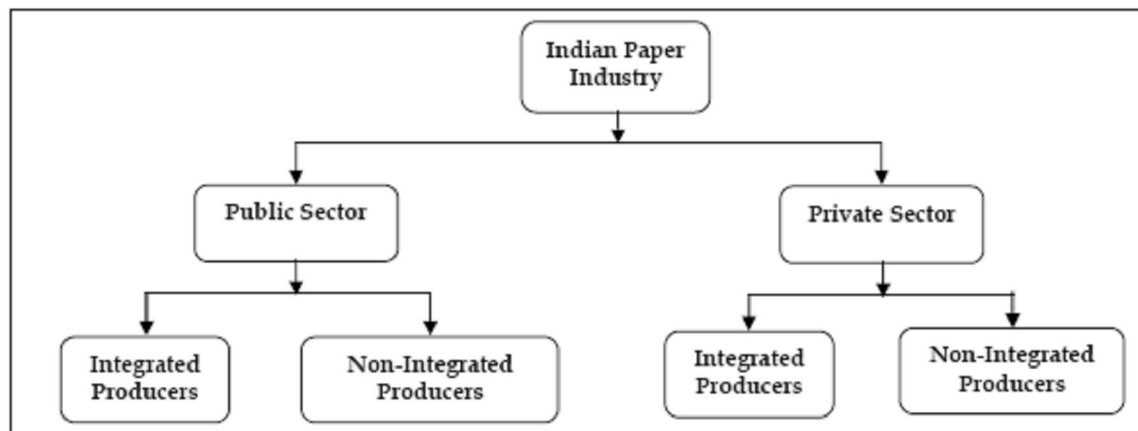 Indian Paper
Industry
Public Sector
Private Sector
Integrated
Producers
Non-Integrated
Producers
Integrated
Producers
Non-Integrated
Producers